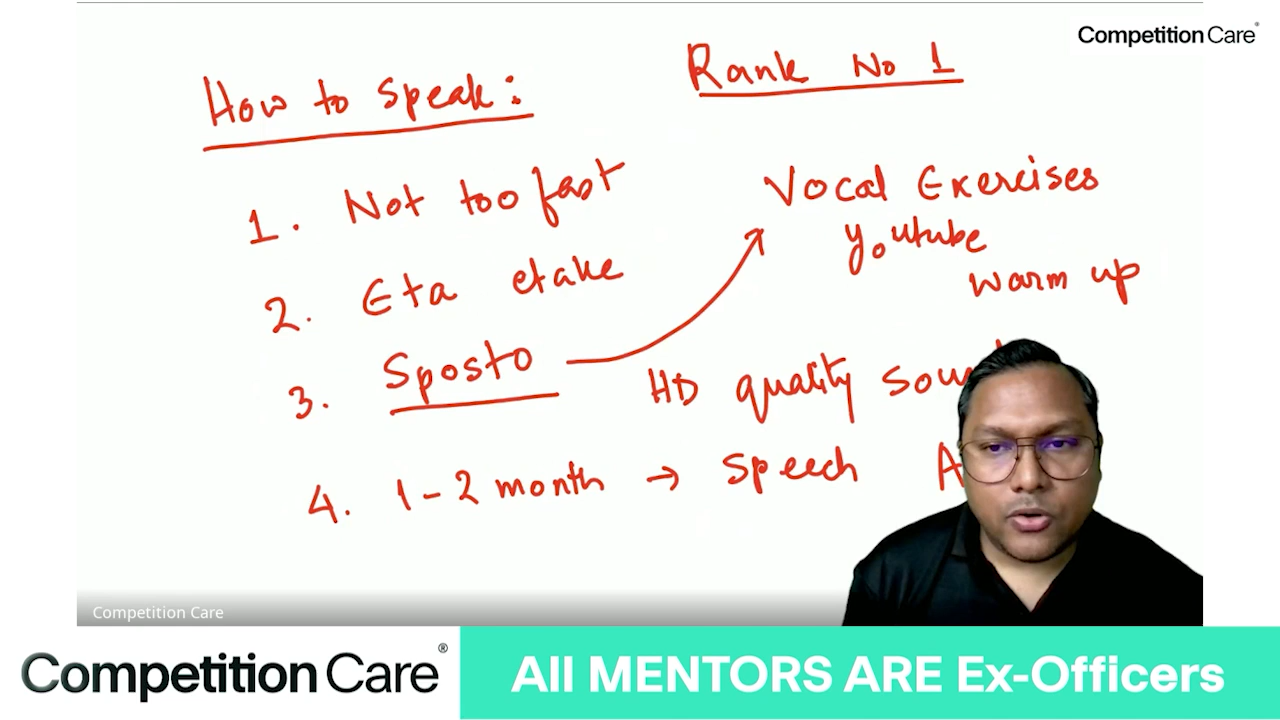 Competition Care®
How to speak:
Rank No 1
1. Not too fast
2. Eta etake
3. Sposto
4. 1-2 month → Speech
Vocal Exercises
Youtube
warm up
HD quality
Competition Care
Competition Care®
All MENTORS ARE Ex-Officers